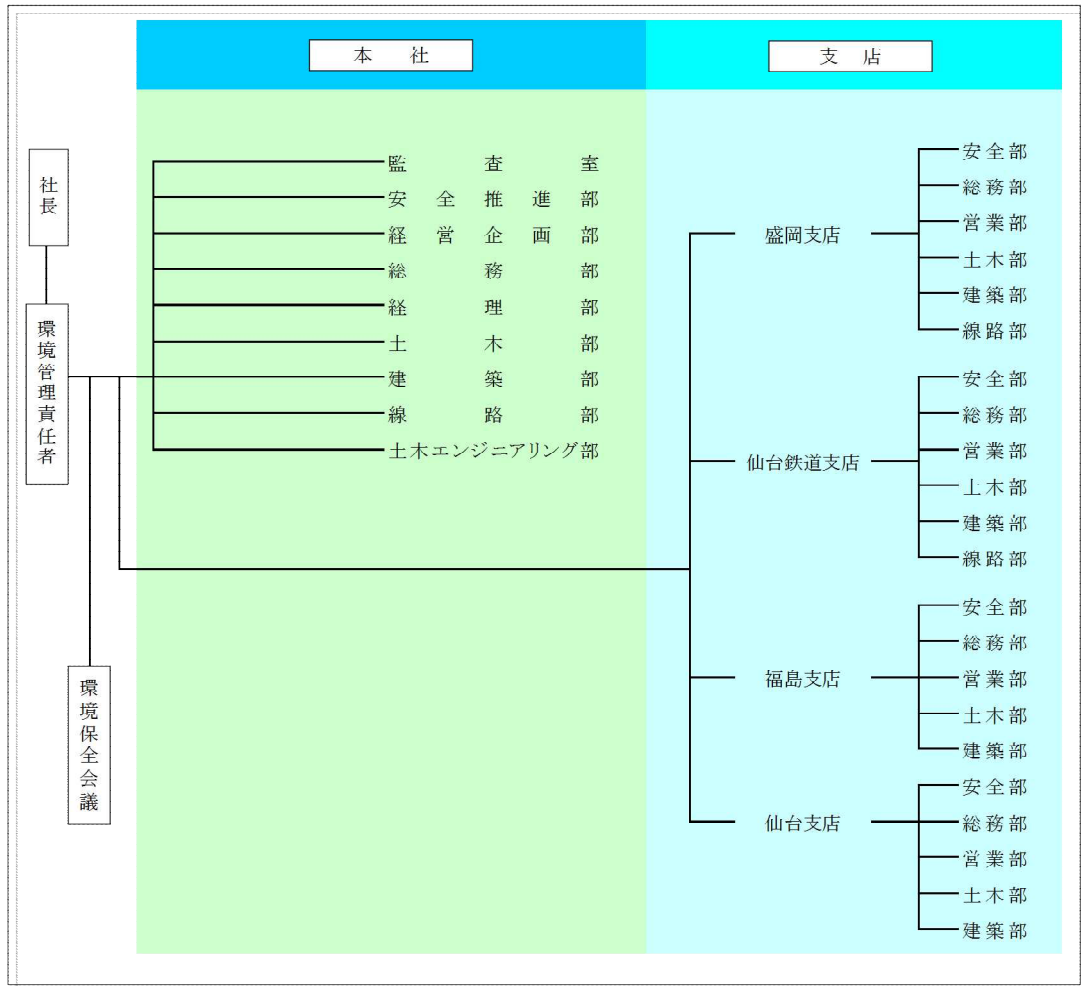 本社
支店
社長
環境管理責任者
環境保全会議
監査室
安全推進部
経営企画部
総務部
経理部
土木部
建築部
線路部
土木エンジニアリング部
盛岡支店
安全部
総務部
営業部
土木部
建築部
線路部
仙台鉄道支店
安全部
総務部
営業部
土木部
建築部
線路部
福島支店
安全部
総務部
営業部
土木部
建築部
仙台支店
安全部
総務部
営業部
土木部
建築部